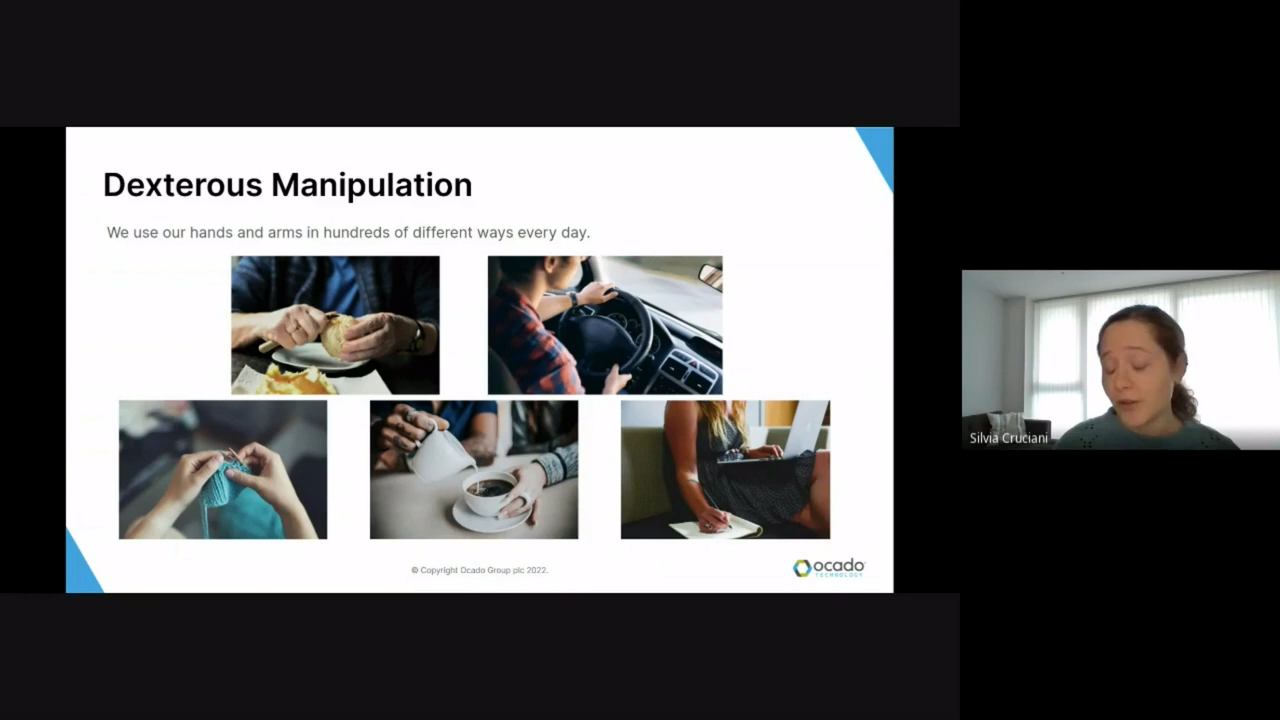 Dexterous Manipulation
We use our hands and arms in hundreds of different ways every day.
© Copyright Ocado Group plc 2022.
ocado
TECHNOLOGY
Silvia Cruciani